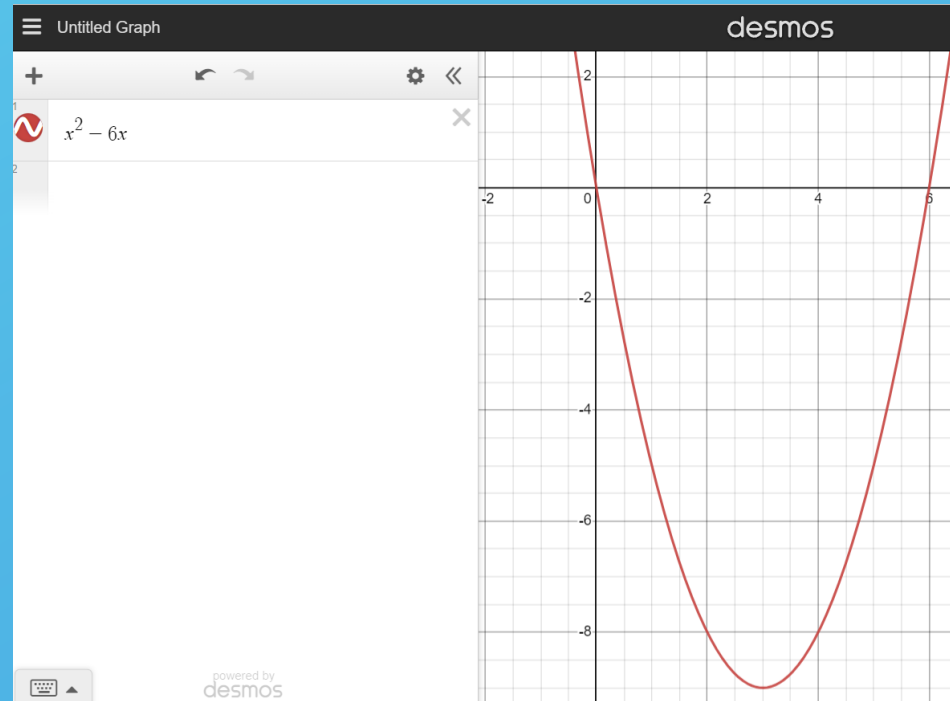 Untitled Graph
desmos
1
x² − 6x
2
powered by
desmos
2
-2 0 2 4 6
-2
-4
-6
-8